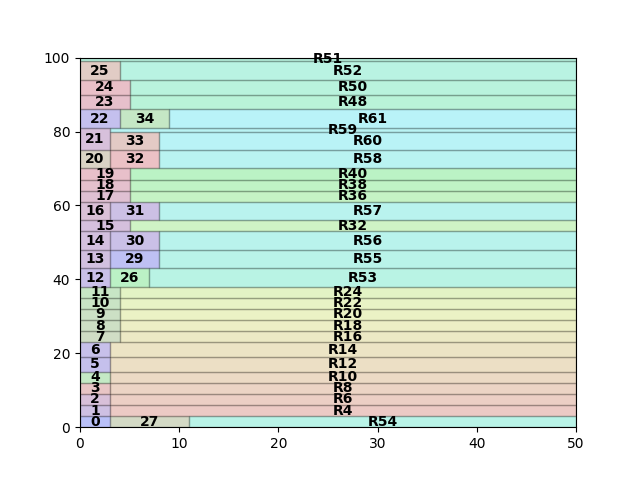 100
R51
25 R52
24 R50
23 R48
22 34 R61
80
R59
21 33 R60
20 32 R58
19 R40
18 R38
17 R36
60
16 31 R57
15 R32
14 30 R56
13 29 R55
40
12 26 R53
11 R24
10 R22
9 R20
8 R18
7 R16
6 R14
20
5 R12
4 R10
3 R8
2 R6
1 R4
0
0 27 R54
0 10 20 30 40 50